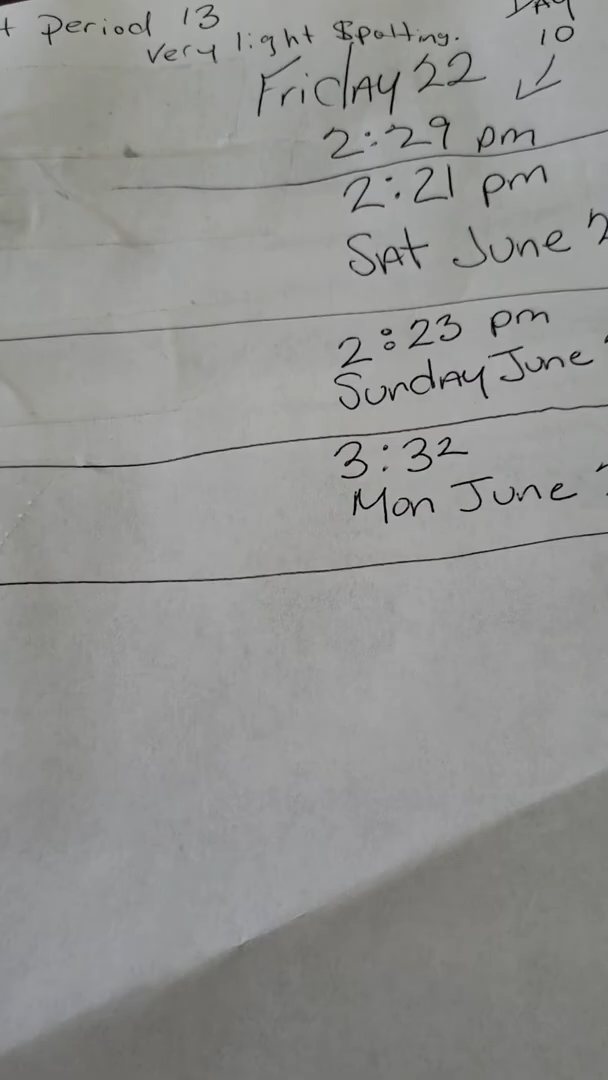 Period 13
very light Spotting.
DAY
10
Friday 22
2:29 pm
2:21 pm
SAt June
2:23 pm
Sunday June
3:32
Mon June